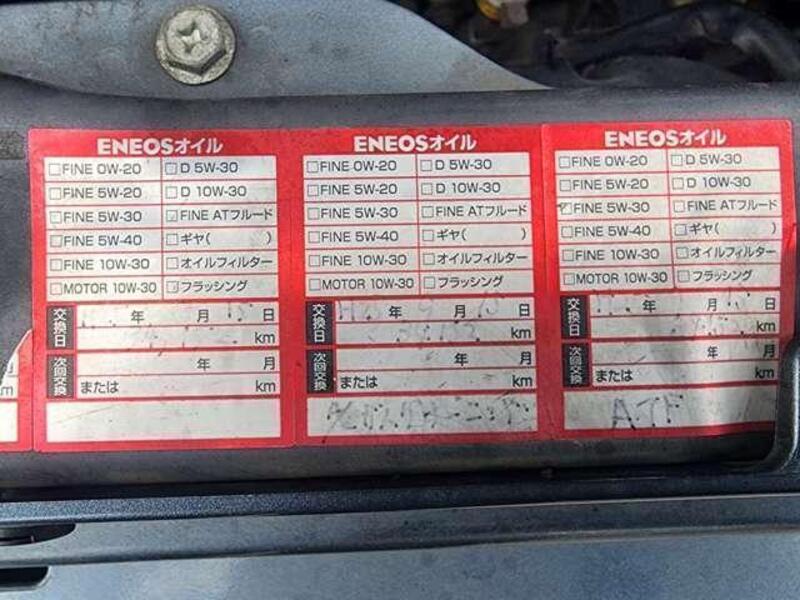 ENEOSオイル
□FINE 0W-20 □D 5W-30
□FINE 5W-20 □D 10W-30
□FINE 5W-30 ☑FINE ATフルード
□FINE 5W-40 □ギヤ( )
□FINE 10W-30 □オイルフィルター
□MOTOR 10W-30 ☑フラッシング
交換日 年 月 日
km
次回交換 年 月
または km
ENEOSオイル
□FINE 0W-20 □D 5W-30
□FINE 5W-20 □D 10W-30
□FINE 5W-30 □FINE ATフルード
□FINE 5W-40 □ギヤ( )
□FINE 10W-30 □オイルフィルター
□MOTOR 10W-30 □フラッシング
交換日 年 月 日
km
次回交換 年 月
または km
ENEOSオイル
□FINE 0W-20 □D 5W-30
□FINE 5W-20 □D 10W-30
☑FINE 5W-30 □FINE ATフルード
□FINE 5W-40 □ギヤ( )
□FINE 10W-30 □オイルフィルター
□MOTOR 10W-30 □フラッシング
交換日 年 月 日
km
次回交換 年 月
または km
ATF
km